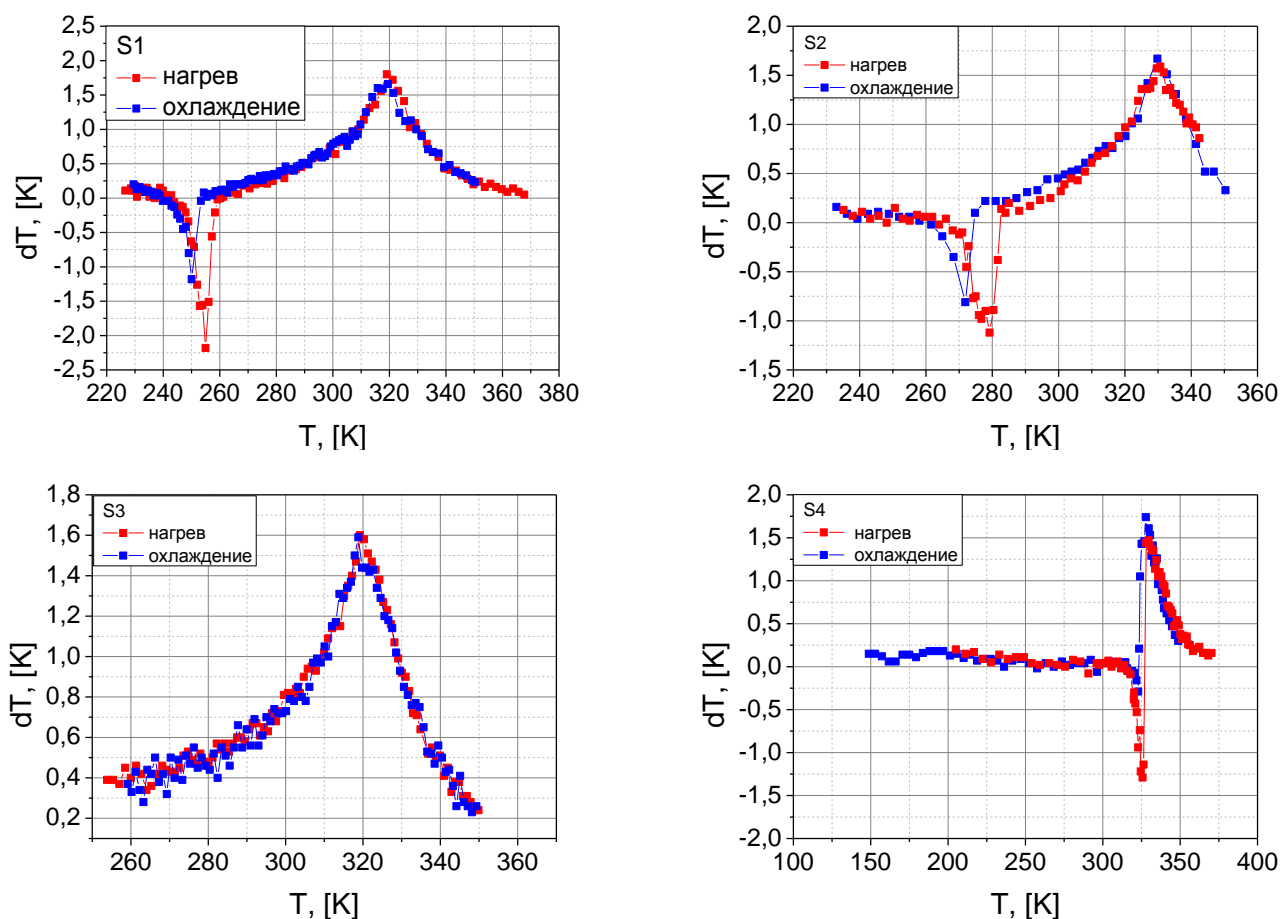 S1
нагрев
охлаждение
2,5
2,0
1,5
1,0
0,5
0,0
-0,5
-1,0
-1,5
-2,0
-2,5
dT, [K]
220 240 260 280 300 320 340 360 380
T, [K]
S2
нагрев
охлаждение
2,0
1,5
1,0
0,5
0,0
-0,5
-1,0
-1,5
dT, [K]
220 240 260 280 300 320 340 360
T, [K]
S3
нагрев
охлаждение
1,8
1,6
1,4
1,2
1,0
0,8
0,6
0,4
0,2
dT, [K]
260 280 300 320 340 360
T, [K]
S4
нагрев
охлаждение
2,0
1,5
1,0
0,5
0,0
-0,5
-1,0
-1,5
-2,0
dT, [K]
100 150 200 250 300 350 400
T, [K]